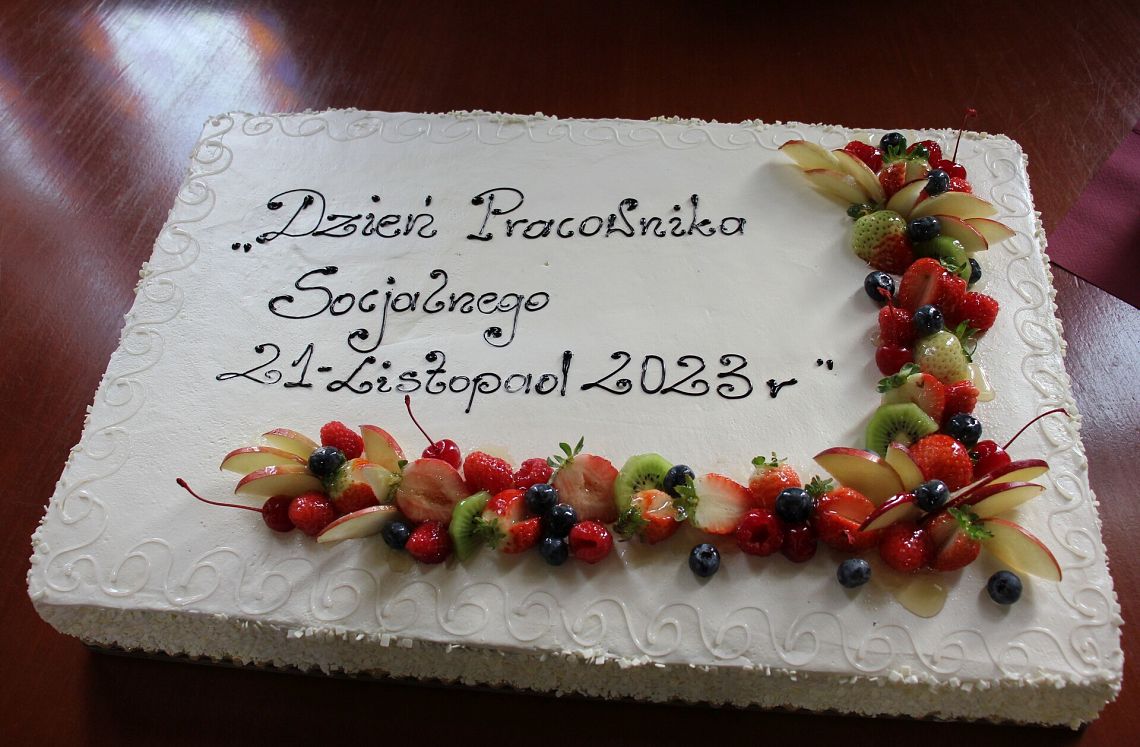 „Dzień Pracownika
Socjalnego
21-Listopad 2023 r”